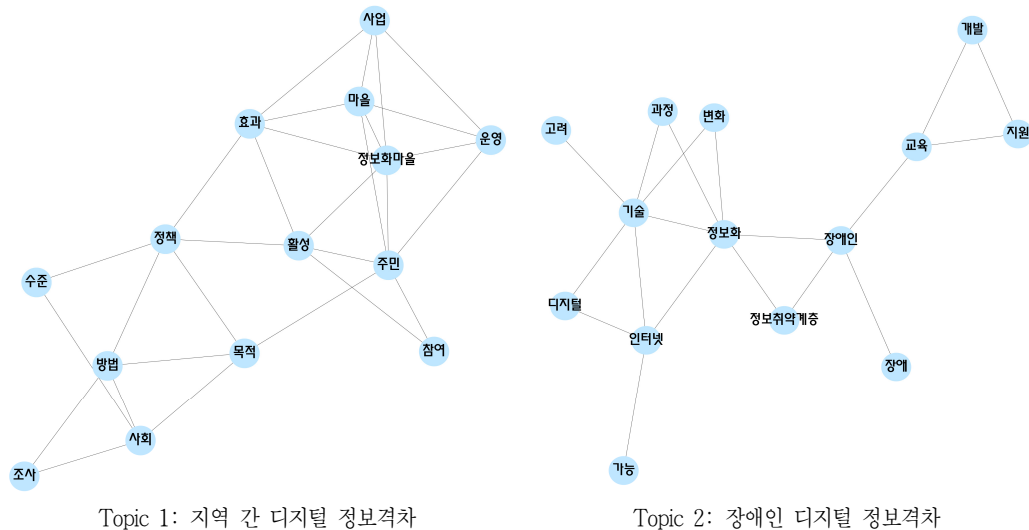 사업
마을
효과
운영
정보화마을
정책
활성
주민
수준
목적
참여
방법
사회
조사
개발
과정
변화
고려
지원
교육
기술
정보화
장애인
디지털
정보취약계층
인터넷
장애
가능
Topic 1: 지역 간 디지털 정보격차
Topic 2: 장애인 디지털 정보격차